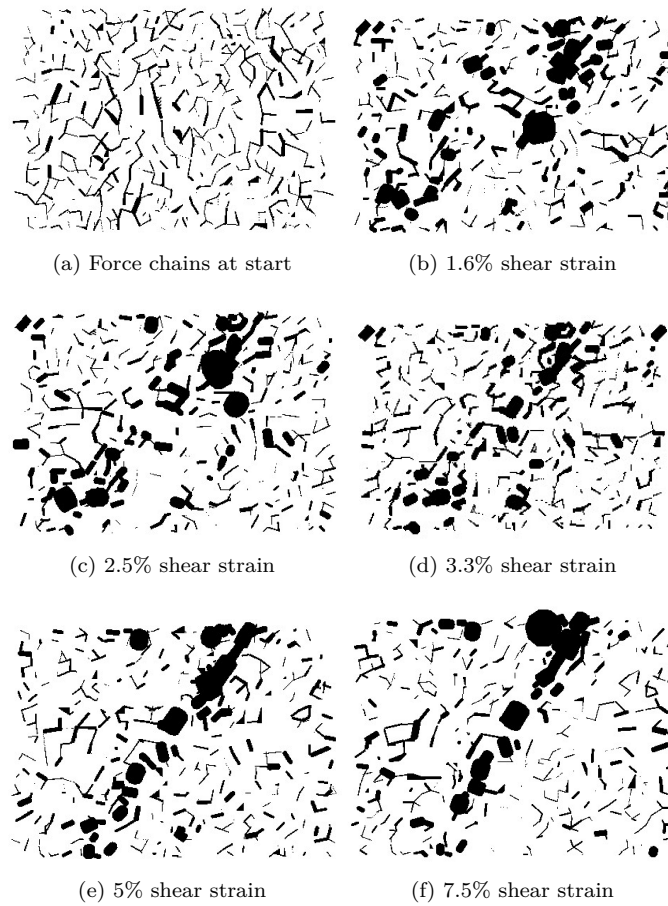 (a) Force chains at start
(b) 1.6% shear strain
(c) 2.5% shear strain
(d) 3.3% shear strain
(e) 5% shear strain
(f) 7.5% shear strain